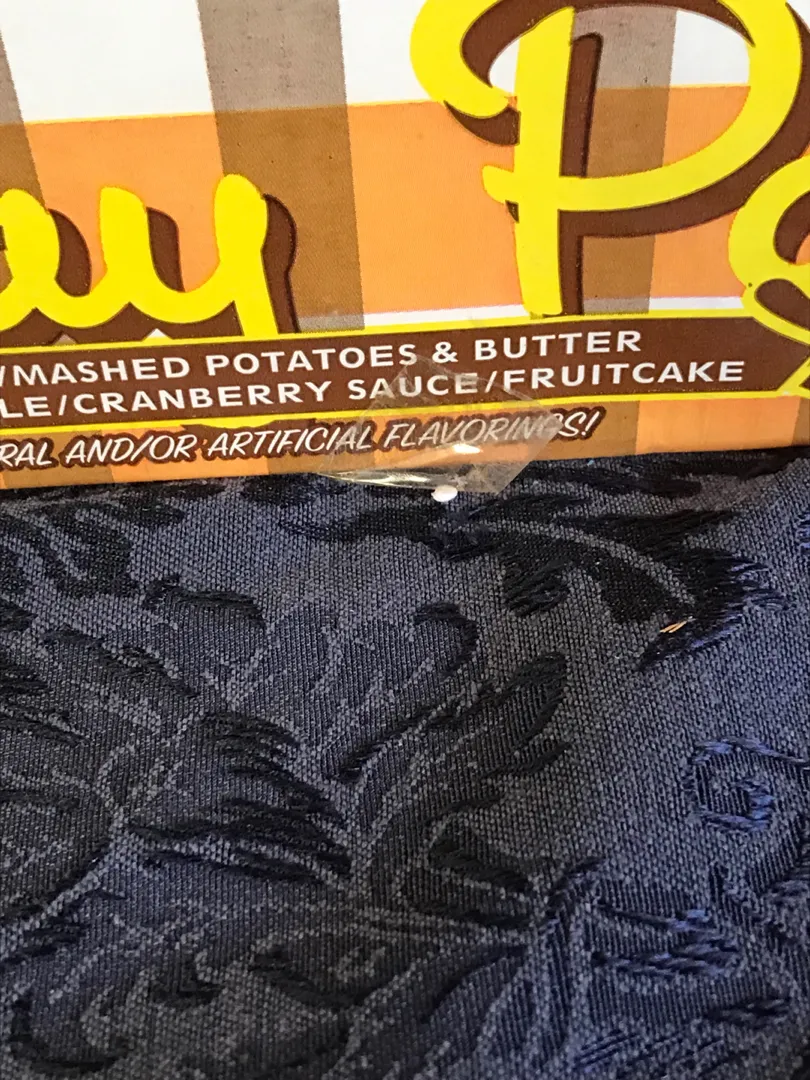 y P
/MASHED POTATOES & BUTTER
LE/CRANBERRY SAUCE/FRUITCAKE
RAL AND/OR ARTIFICIAL FLAVORINGS!